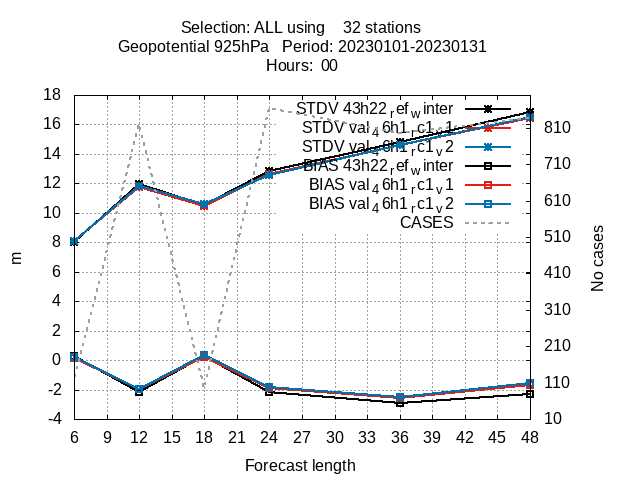 Selection: ALL using    32 stations
Geopotential 925hPa   Period: 20230101-20230131
Hours:  00
STDV 43h22_ref_winter
STDV val_46h1_rc1_v1
STDV val_46h1_rc1_v2
BIAS 43h22_ref_winter
BIAS val_46h1_rc1_v1
BIAS val_46h1_rc1_v2
CASES
18
16
14
12
10
8
6
4
2
0
-2
-4
m
810
710
610
510
410
310
210
110
10
No cases
6 9 12 15 18 21 24 27 30 33 36 39 42 45 48
Forecast length